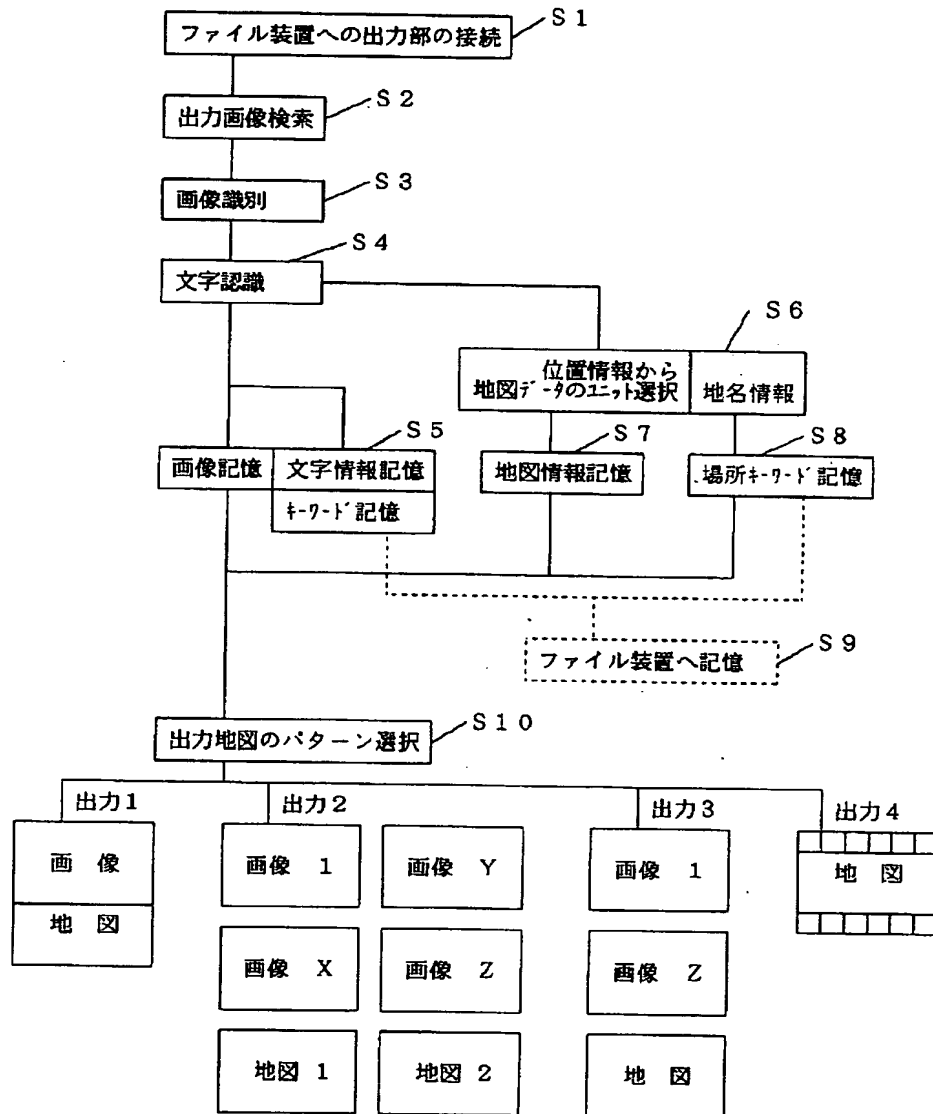 S1
ファイル装置への出力部の接続
S2
出力画像検索
S3
画像識別
S4
文字認識
S6
位置情報から
地図データのユニット選択
地名情報
S5
S7
S8
画像記憶
文字情報記憶
地図情報記憶
場所キーワード記憶
キーワード記憶
S9
ファイル装置へ記憶
S10
出力地図のパターン選択
出力1
出力2
出力3
出力4
画像
画像 1
画像 Y
画像 1
地図
地図
画像 X
画像 Z
画像 Z
地図 1
地図 2
地図